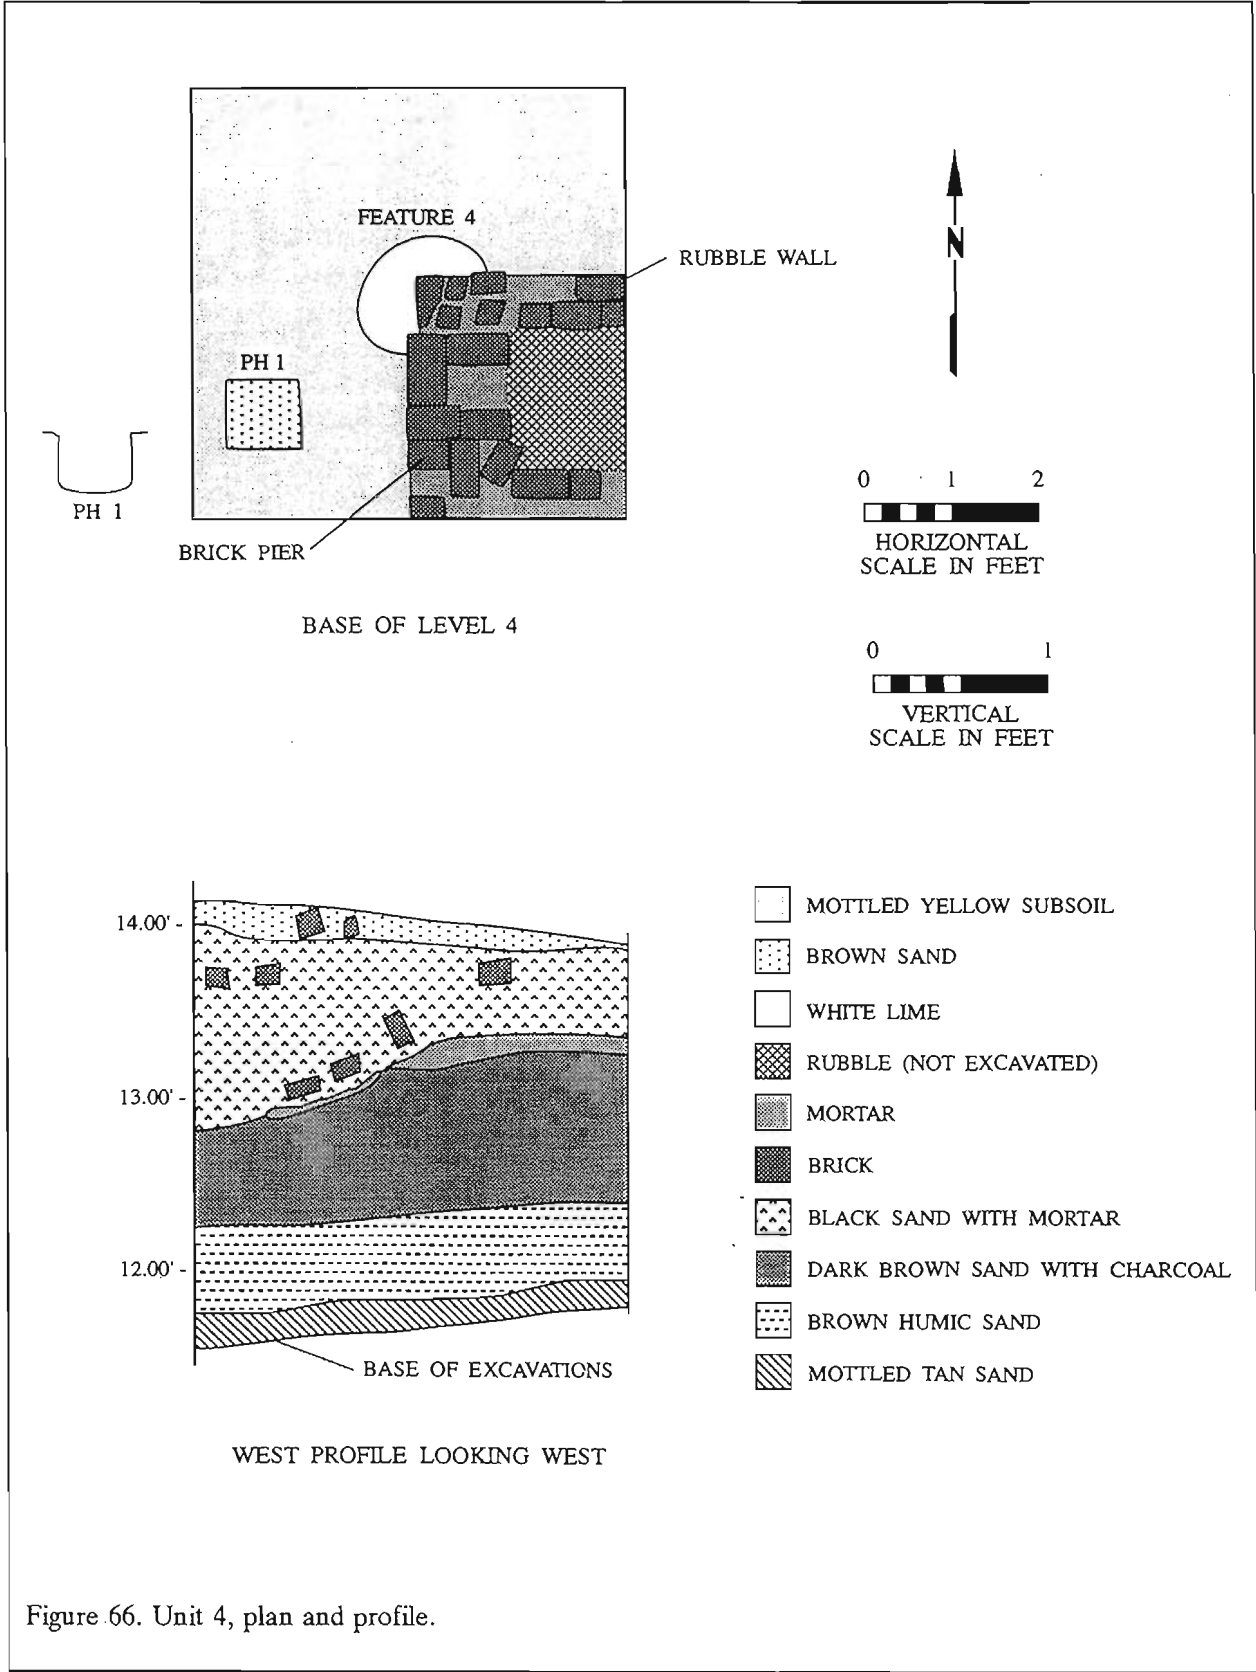 FEATURE 4
RUBBLE WALL
N
PH 1
PH 1
BRICK PIER
BASE OF LEVEL 4
0 1 2
HORIZONTAL
SCALE IN FEET
0 1
VERTICAL
SCALE IN FEET
14.00'
13.00'
12.00'
BASE OF EXCAVATIONS
WEST PROFILE LOOKING WEST
MOTTLED YELLOW SUBSOIL
BROWN SAND
WHITE LIME
RUBBLE (NOT EXCAVATED)
MORTAR
BRICK
BLACK SAND WITH MORTAR
DARK BROWN SAND WITH CHARCOAL
BROWN HUMIC SAND
MOTTLED TAN SAND
Figure 66. Unit 4, plan and profile.